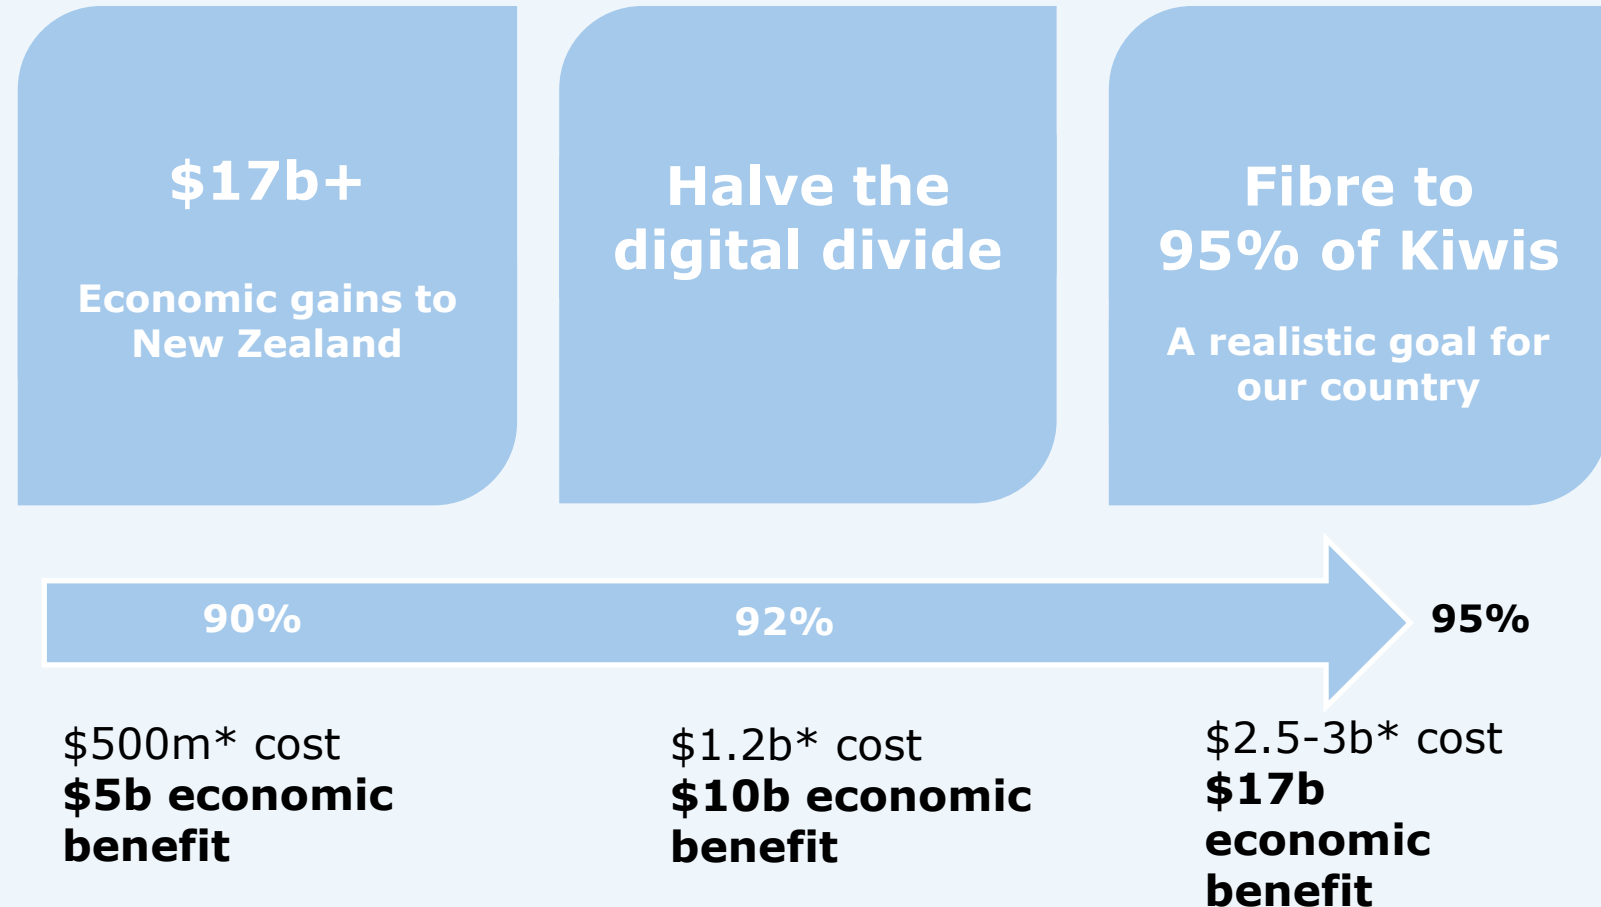 $17b+
Economic gains to
New Zealand
Halve the
digital divide
Fibre to
95% of Kiwis
A realistic goal for
our country
90%
92%
95%
$500m* cost
$5b economic
benefit
$1.2b* cost
$10b economic
benefit
$2.5-3b* cost
$17b
economic
benefit